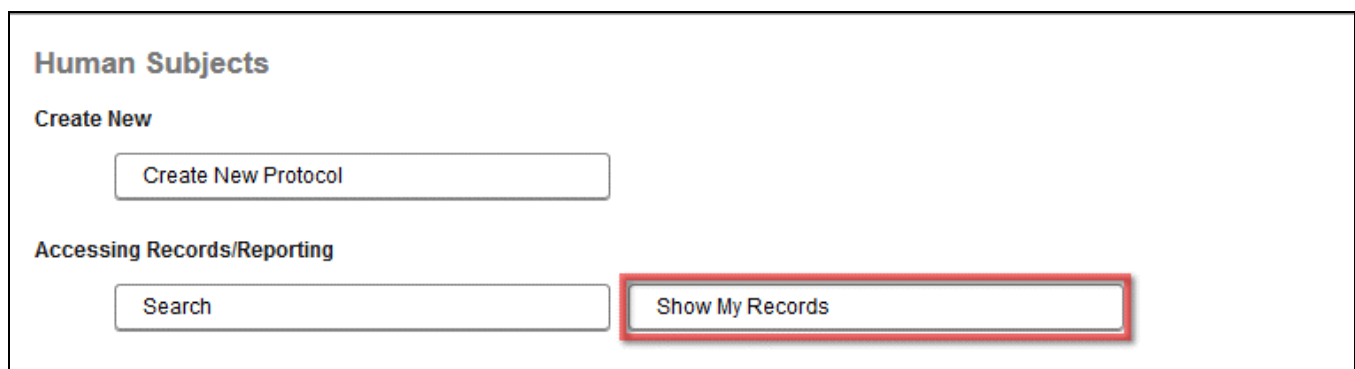 Human Subjects
Create New
Create New Protocol
Accessing Records/Reporting
Search Show My Records